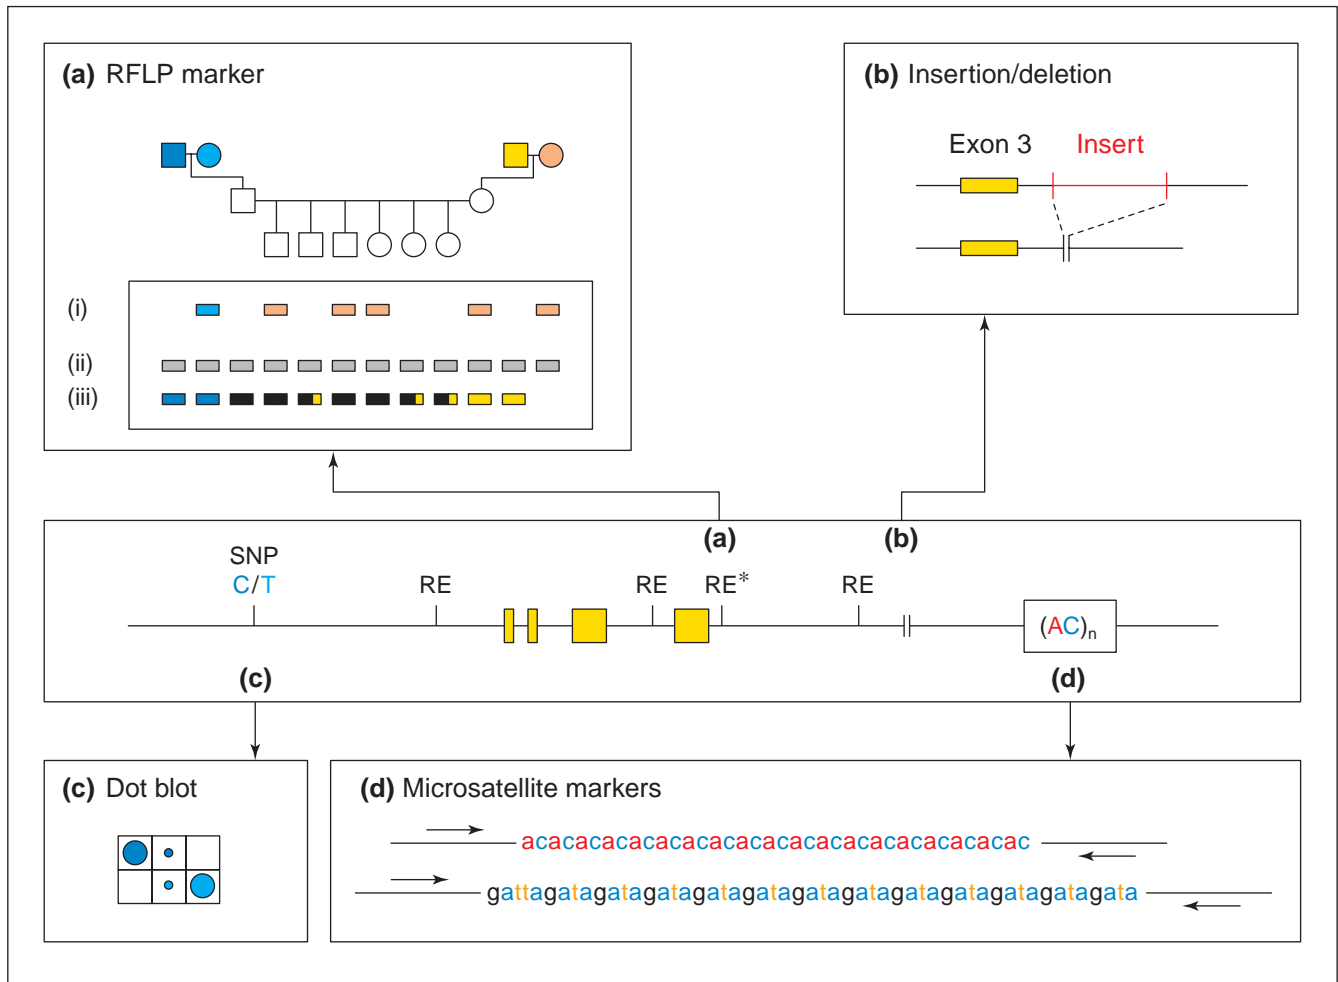 (a) RFLP marker
(i)
(ii)
(iii)
(b) Insertion/deletion
Exon 3 Insert
(a) (b)
SNP
C/T RE RE RE* RE
(AC)n
(c) (d)
(c) Dot blot
(d) Microsatellite markers
acacacacacacacacacacacacacacacacacacac
gattagatagatagatagatagatagatagatagatagatagatagatagata